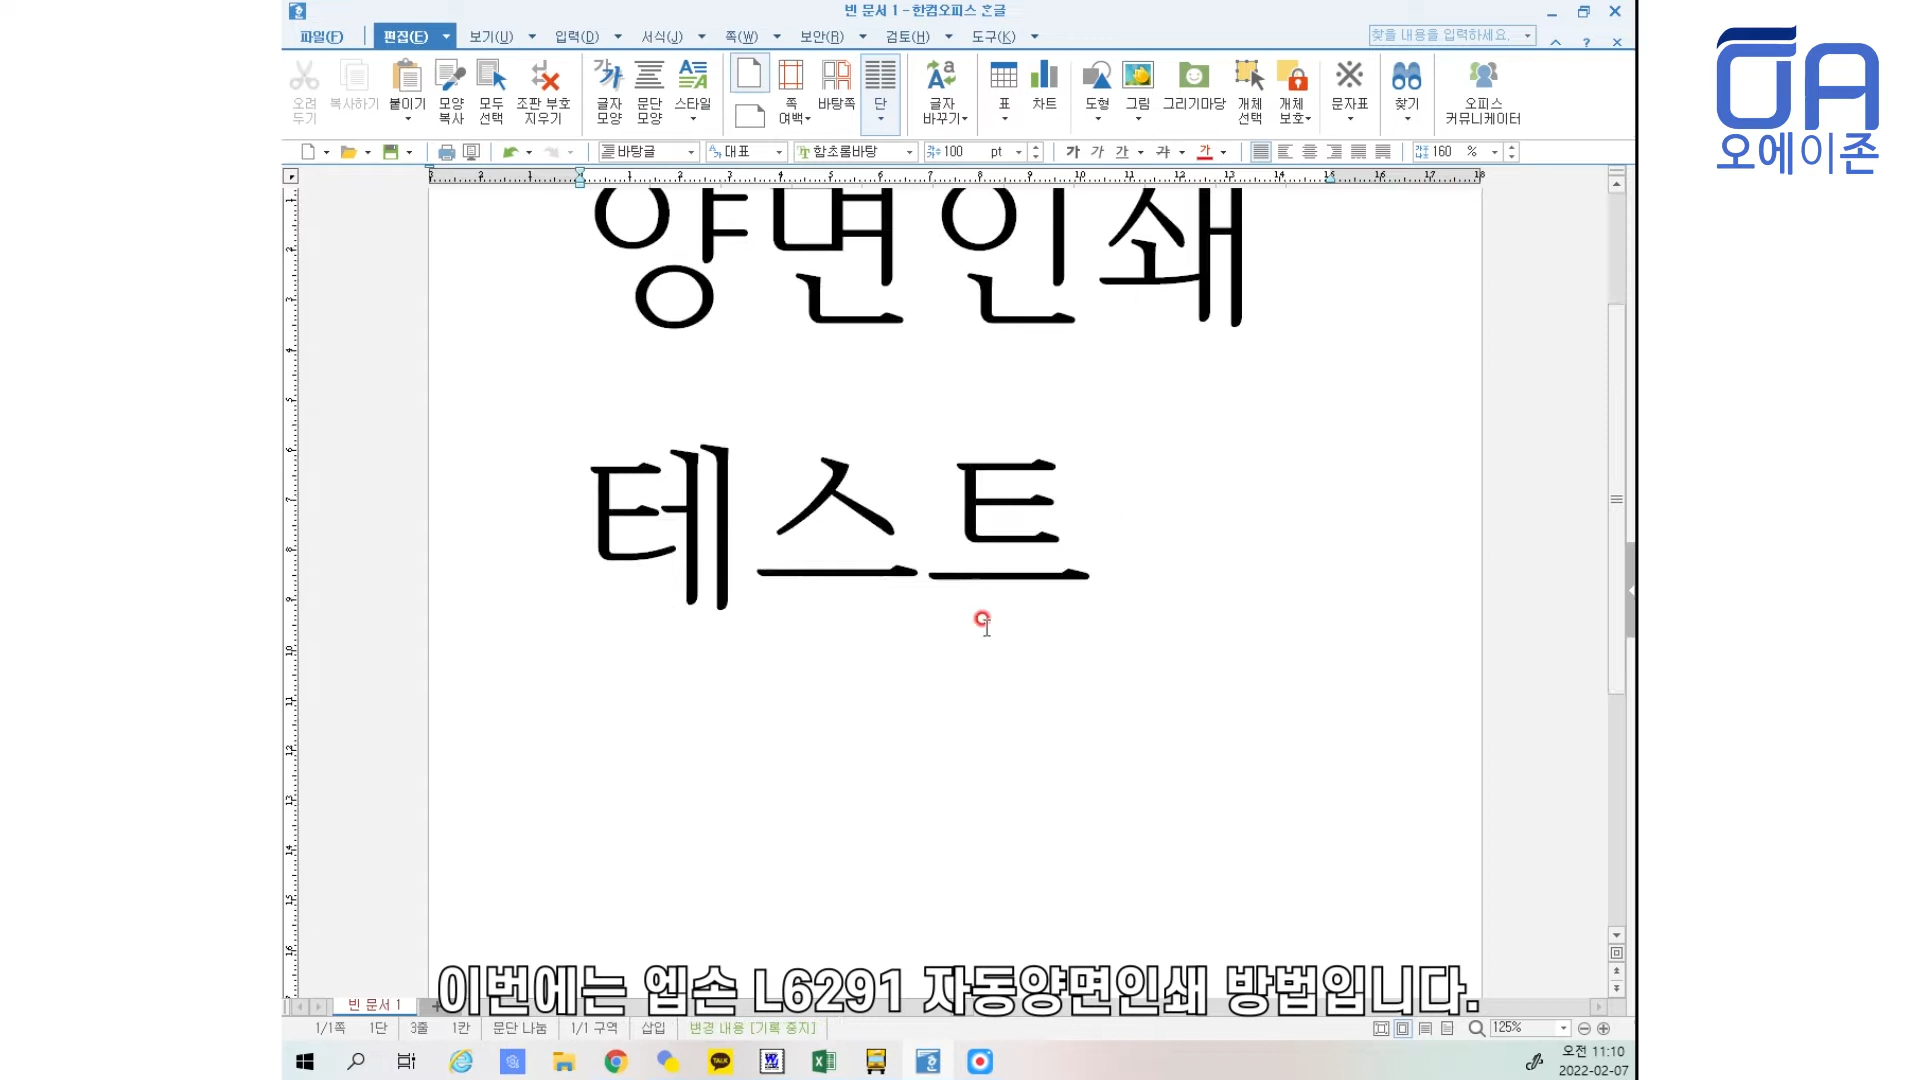 빈 문서 1 - 한컴오피스 흔글
파일(F) 편집(E) 보기(U) 입력(D) 서식(J) 쪽(W) 보안(R) 검토(H) 도구(K) 찾을 내용을 입력하세요.
오려 두기 복사하기 붙이기 모양 복사 모두 선택 조판 부호 지우기 글자 모양 문단 모양 스타일 쪽 여백 바탕쪽 단 글자 바꾸기 표 차트 도형 그림 그리기마당 개체 선택 개체 보호 문자표 찾기 오피스 커뮤니케이터
바탕글 대표 함초롬바탕 100 pt 가 가 가 가 가 160 %
양면인쇄
테스트
이번에는 엡손 L6291 자동양면인쇄 방법입니다.
빈 문서 1
1/1쪽 1단 3줄 1칸 문단 나눔 1/1 구역 삽입 변경 내용 [기록 중지] 125%
TALK
오전 11:10
2022-02-07
OA
오에이존